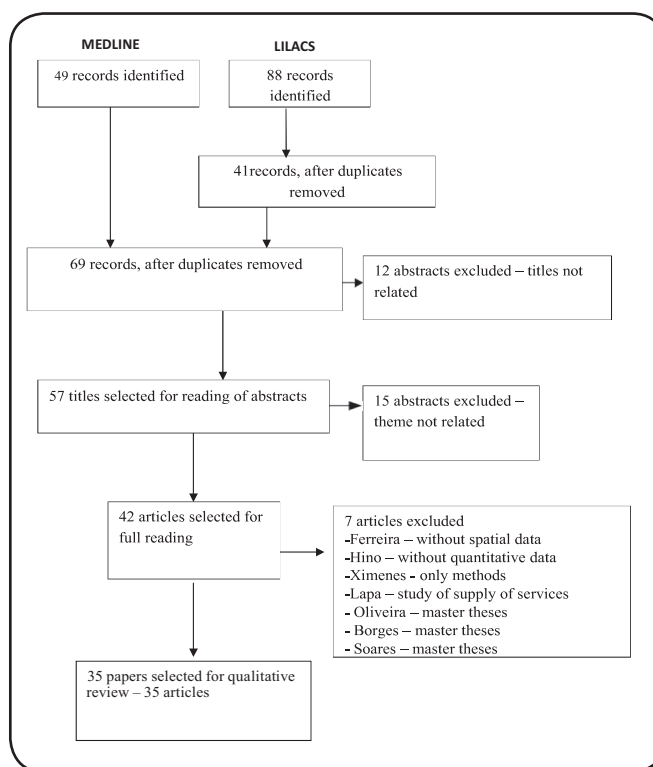 MEDLINE
LILACS
49 records identified
88 records
identified
41records, after duplicates
removed
69 records, after duplicates removed
12 abstracts excluded – titles not
related
57 titles selected for reading of abstracts
15 abstracts excluded –
theme not related
42 articles selected for
full reading
7 articles excluded
-Ferreira – without spatial data
-Hino – without quantitative data
-Ximenes - only methods
-Lapa – study of supply of services
- Oliveira – master theses
- Borges – master theses
- Soares – master theses
35 papers selected for qualitative
review – 35 articles